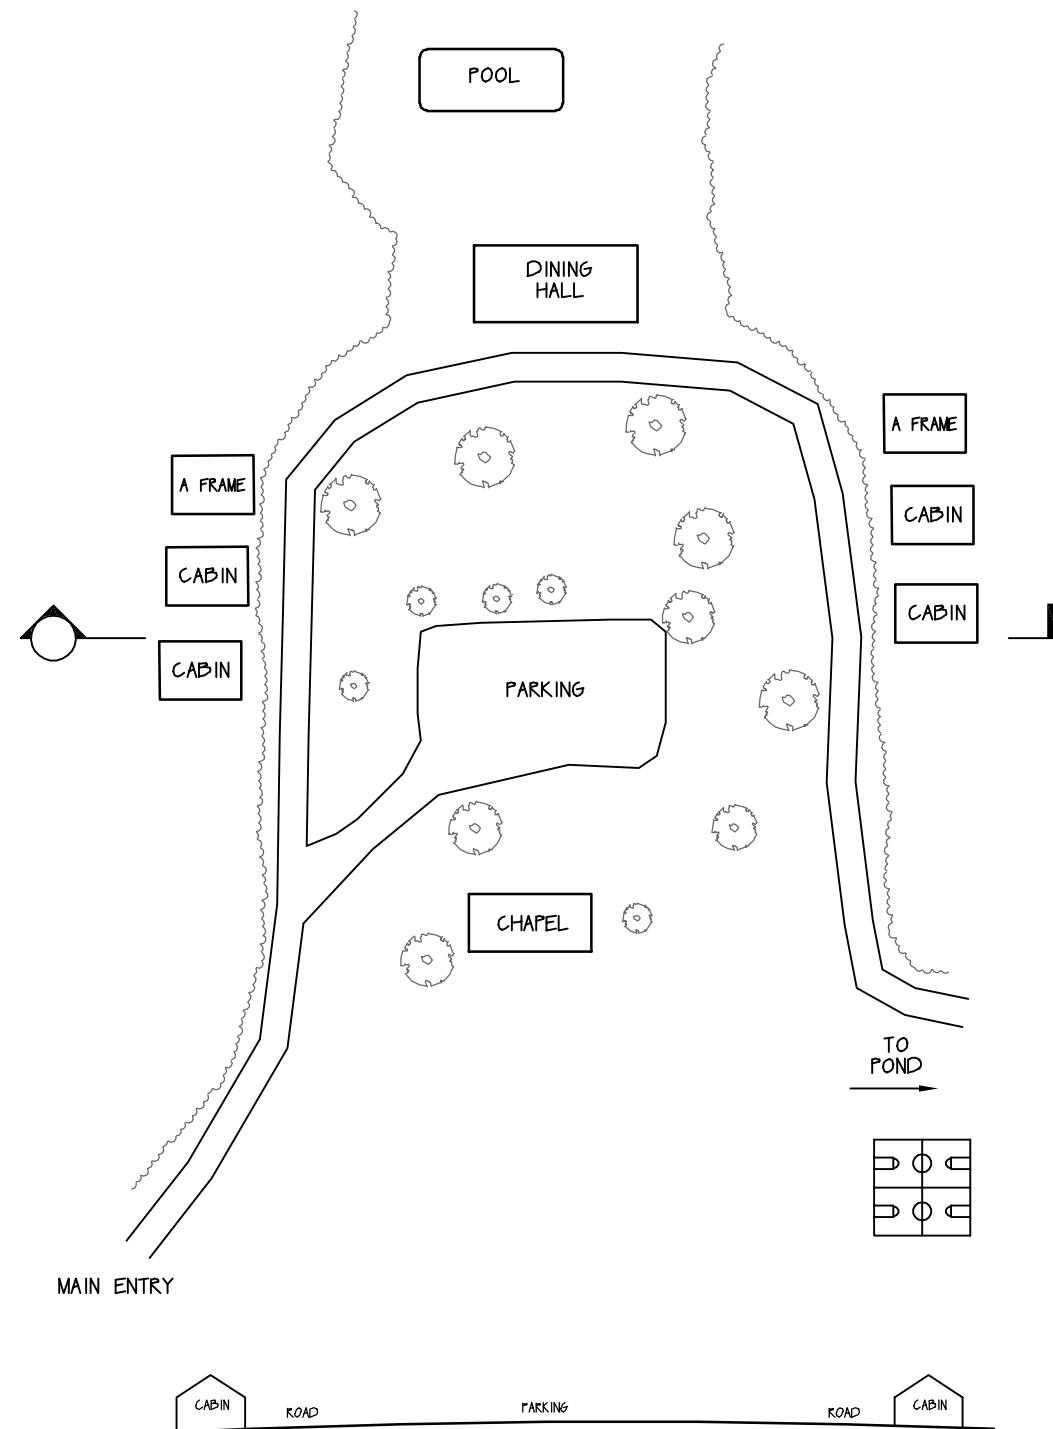 POOL
DINING
HALL
A FRAME
A FRAME
CABIN
CABIN
CABIN
CABIN
PARKING
CHAPEL
TO
POND
MAIN ENTRY
CABIN
ROAD
PARKING
ROAD
CABIN